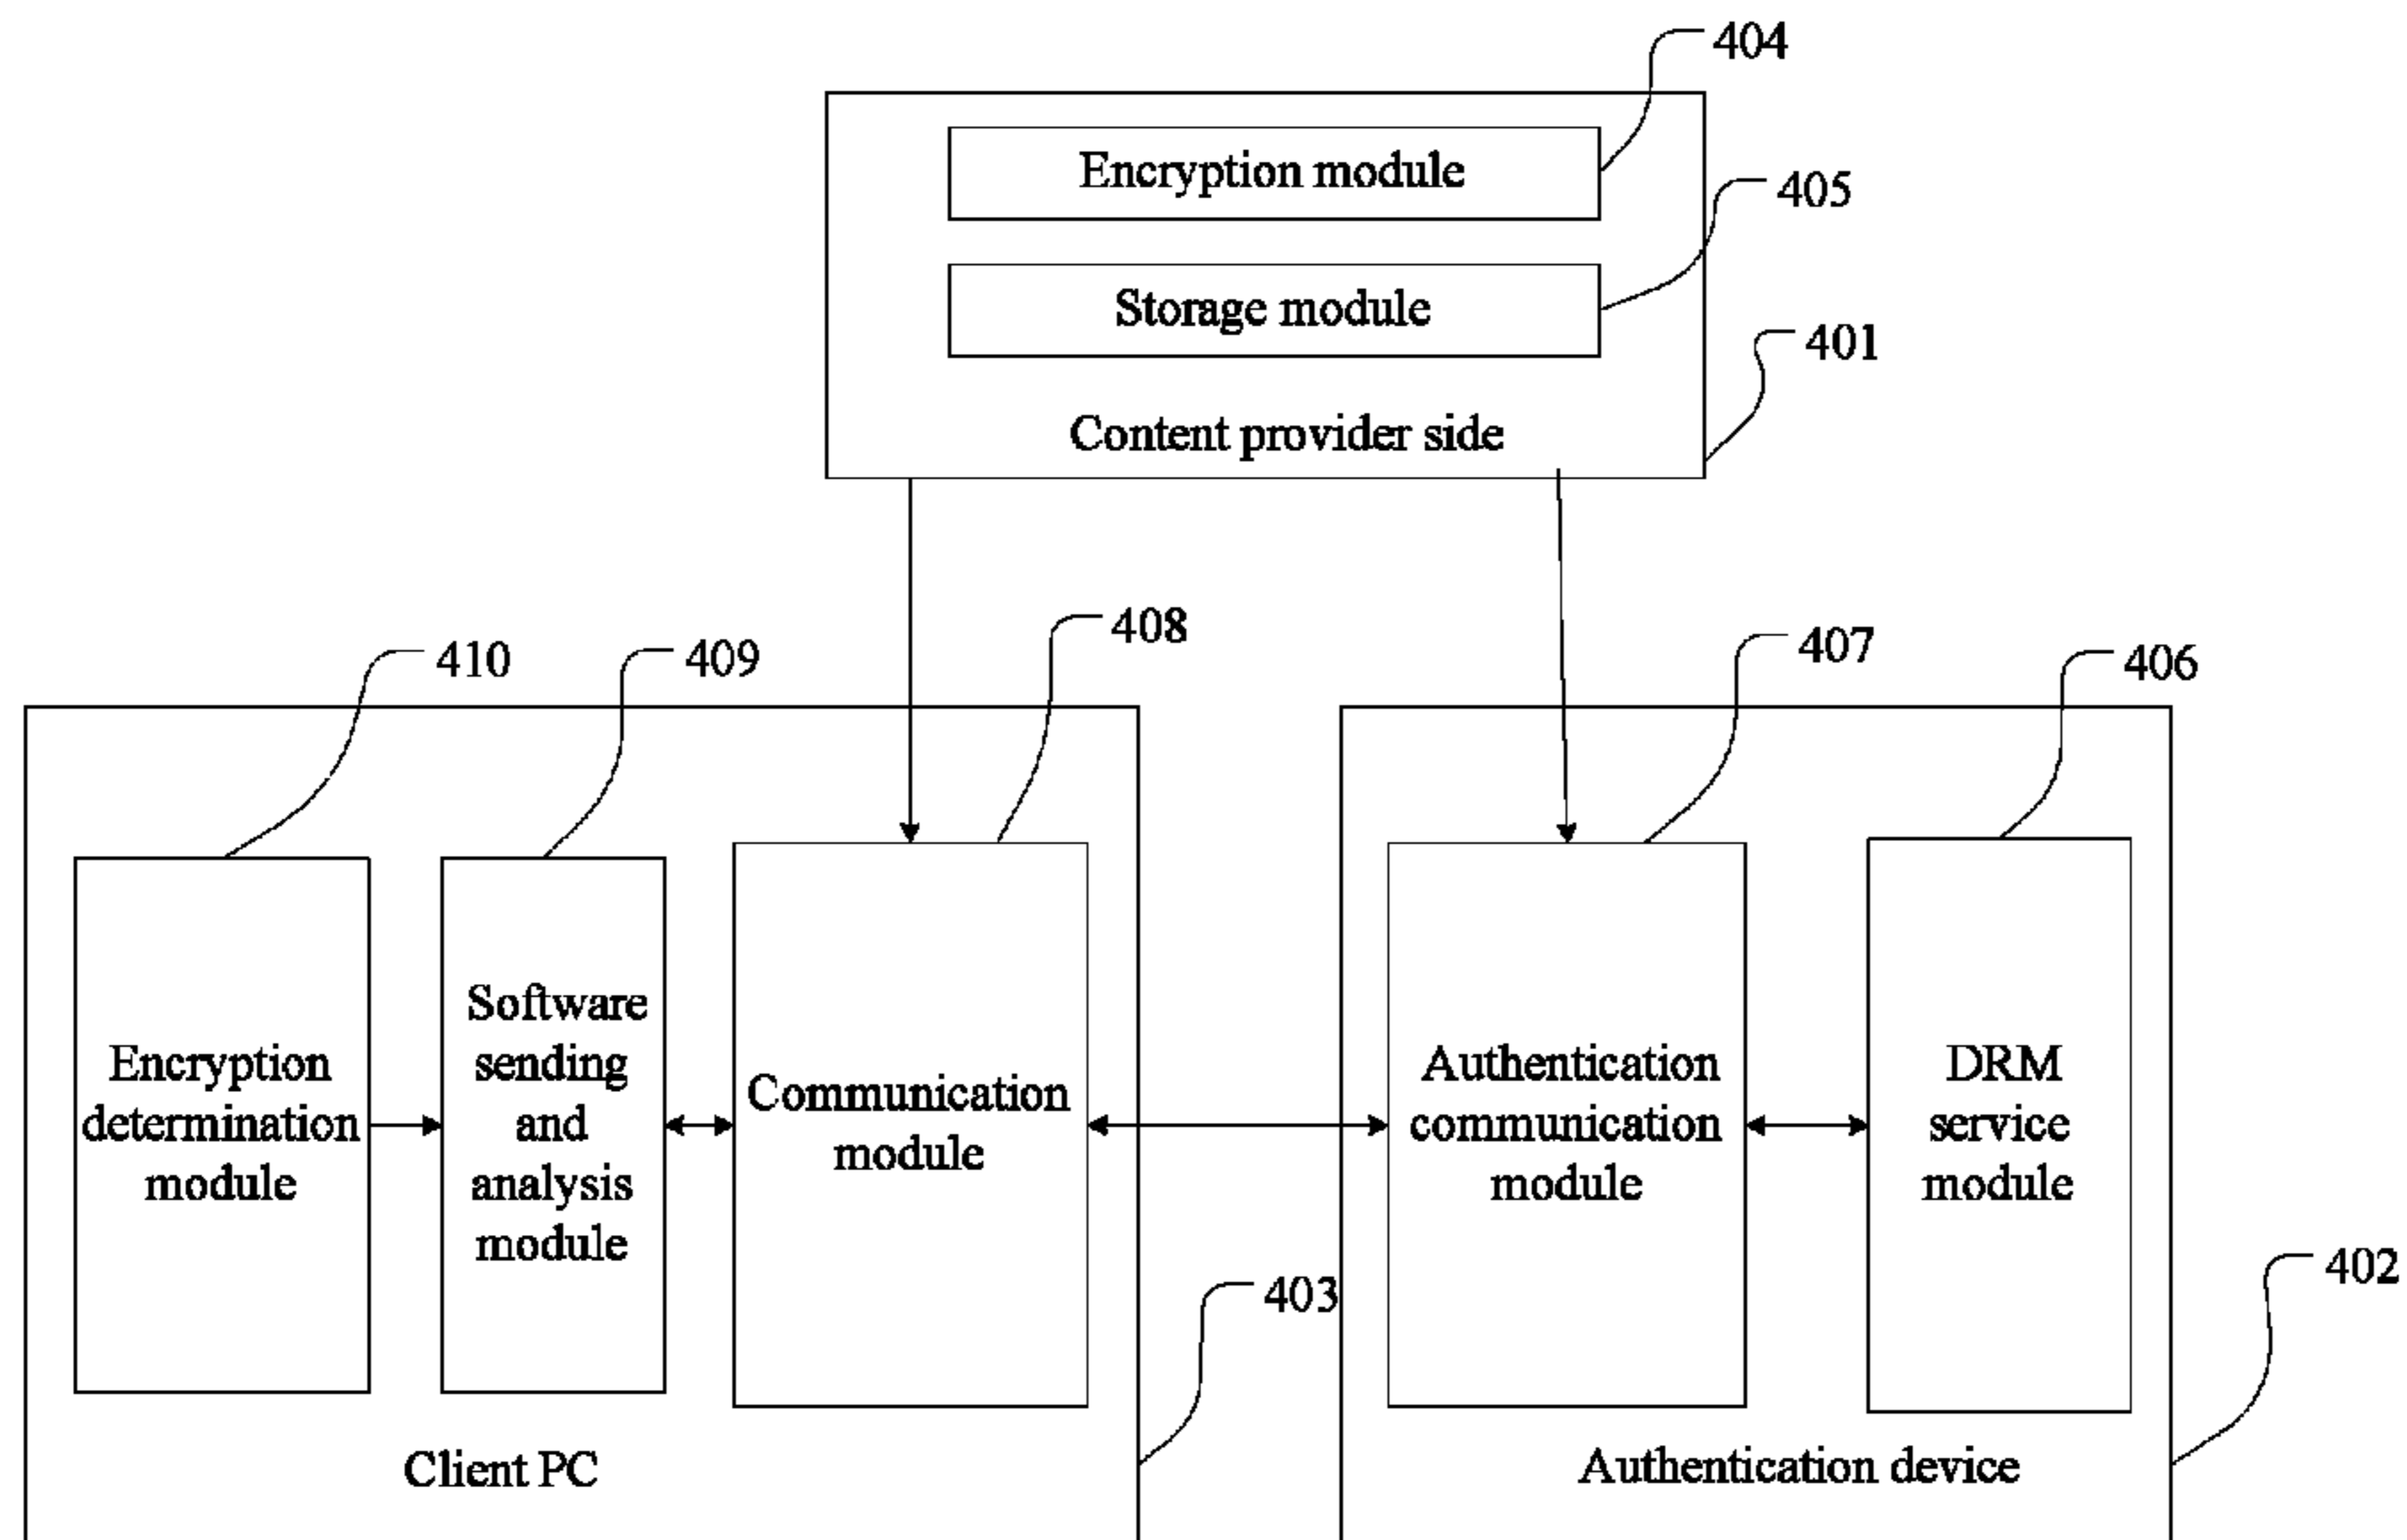 404
Encryption module
405
Storage module
401
Content provider side
410
409
408
407
406
Encryption
determination
module
Software
sending
and
analysis
module
Communication
module
Authentication
communication
module
DRM
service
module
403
402
Client PC
Authentication device